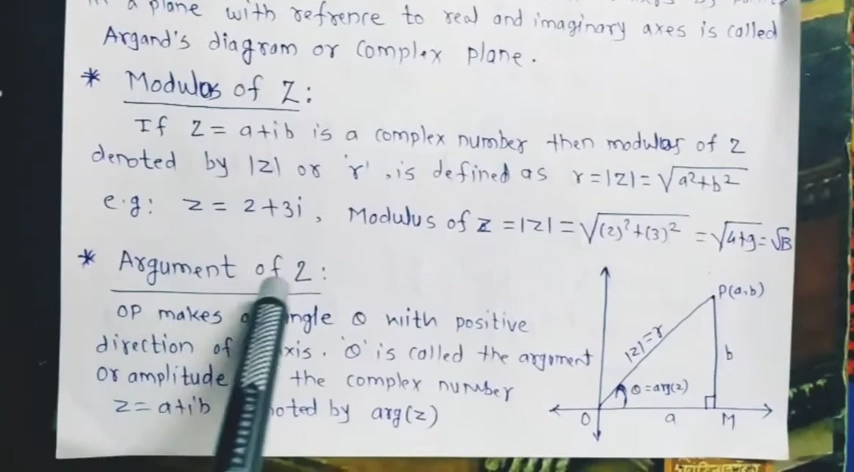 a plane with refrence to real and imaginary axes is called
Argand's diagram or complex plane.
* Modulus of Z:
If Z = a+ib is a complex number then modulus of Z
denoted by |Z| or 'r', is defined as r=|Z|=√a²+b²
e.g: Z = 2+3i, Modulus of Z =|Z|=√(2)²+(3)² =√4+9=√13
* Argument of Z:
OP makes angle θ with positive
direction of xis. 'θ' is called the argument
or amplitude the complex number
Z = a+ib noted by arg(z)
P(a,b)
|Z|=r
b
θ=arg(z)
O
a
M